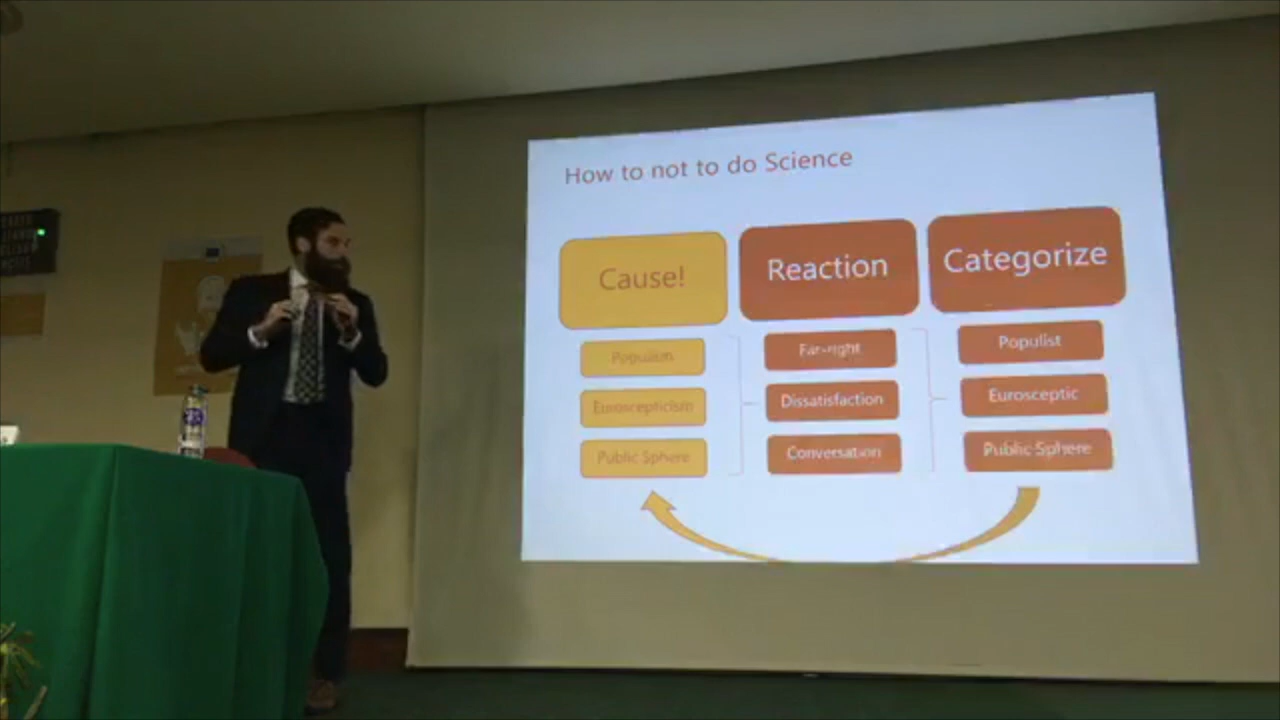 How to not to do Science
Cause!
Reaction
Categorize
Populism
Far-right
Populist
Euroscepticism
Dissatisfaction
Eurosceptic
Public Sphere
Conversation
Public Sphere